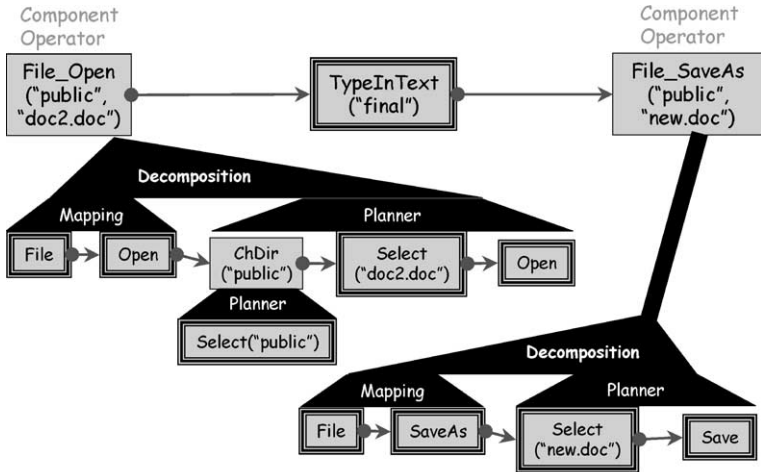 Component
Operator
File_Open
(“public”,
“doc2.doc”)
TypeInText
(“final”)
Component
Operator
File_SaveAs
(“public”,
“new.doc”)
Decomposition
Mapping
Planner
File
Open
ChDir
(“public”)
Select
(“doc2.doc”)
Open
Planner
Select(“public”)
Decomposition
Mapping
Planner
File
SaveAs
Select
(“new.doc”)
Save